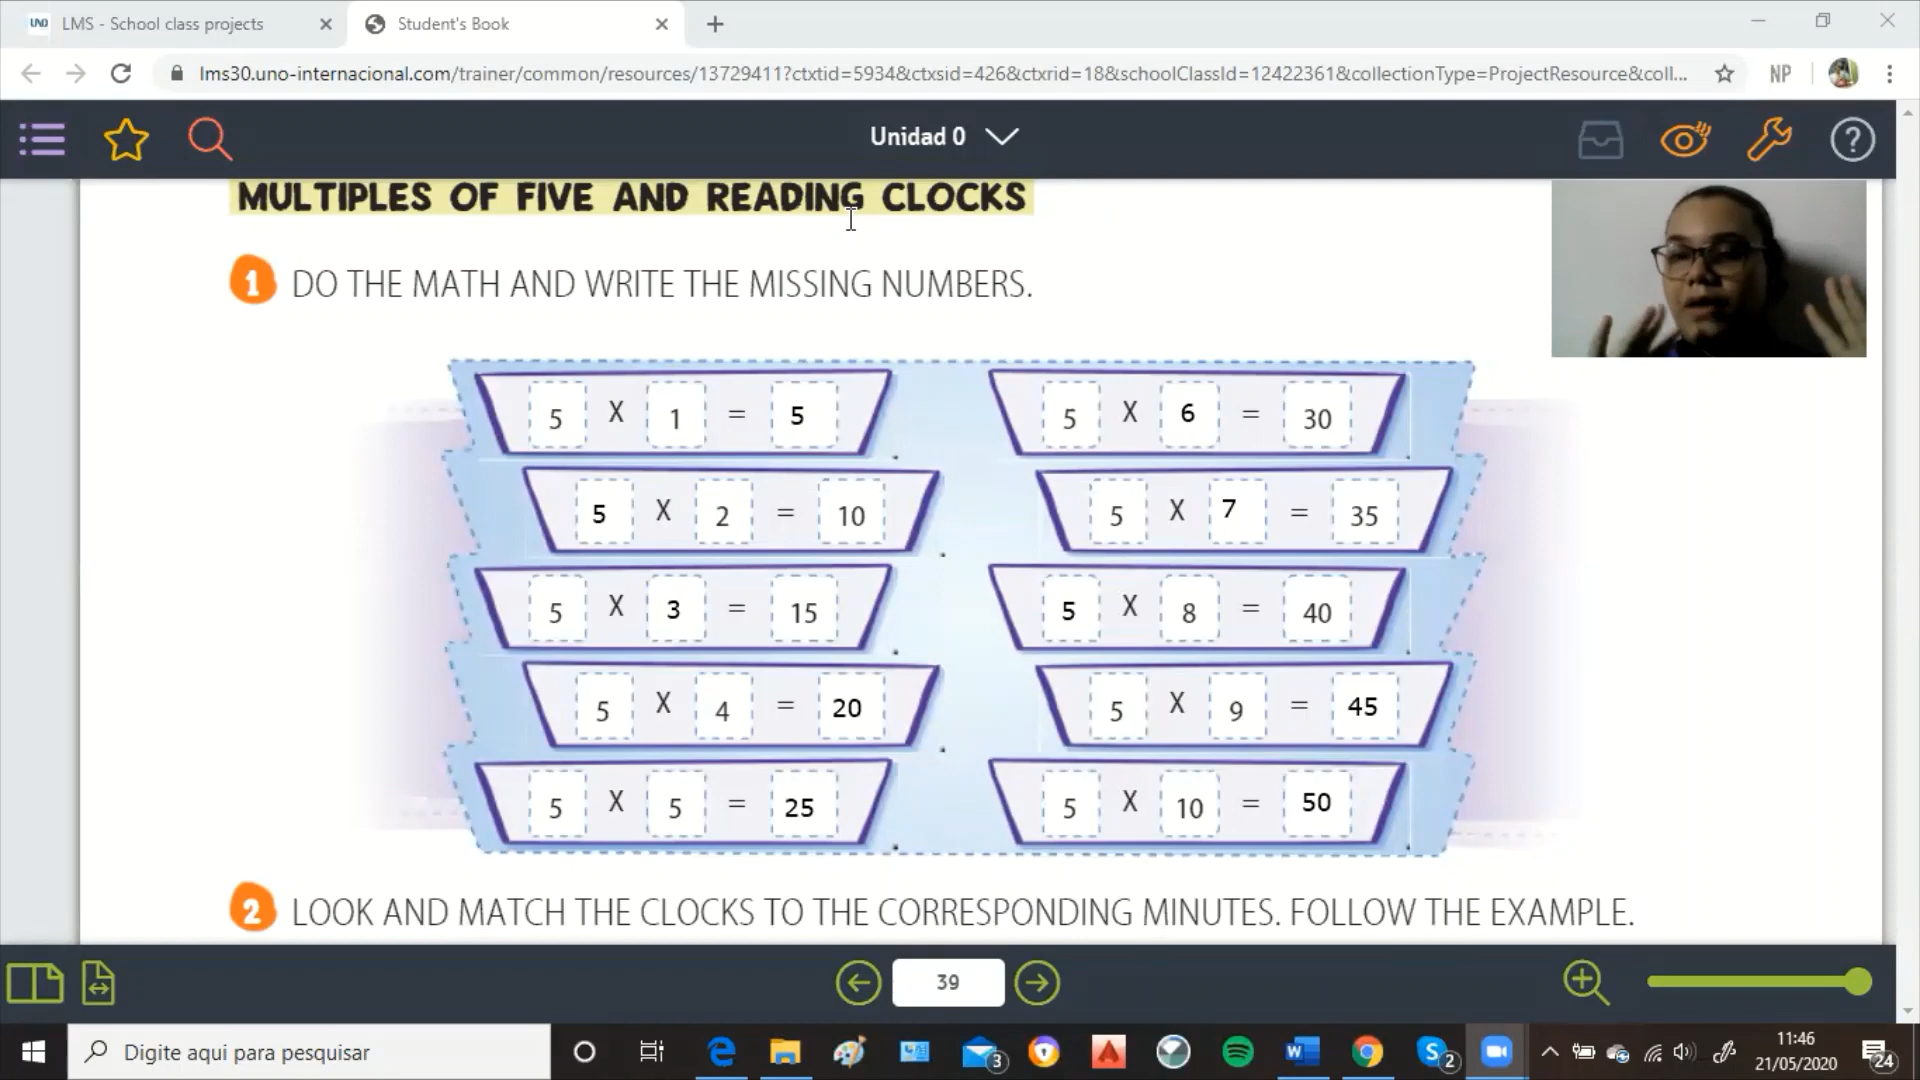 LMS - School class projects
Student's Book
lms30.uno-internacional.com/trainer/common/resources/13729411?ctxtid=5934&ctxsid=426&ctxrid=18&schoolClassId=12422361&collectionType=ProjectResource&coll...
NP
Unidad 0
MULTIPLES OF FIVE AND READING CLOCKS
1 DO THE MATH AND WRITE THE MISSING NUMBERS.
5 X 1 = 5
5 X 6 = 30
5 X 2 = 10
5 X 7 = 35
5 X 3 = 15
5 X 8 = 40
5 X 4 = 20
5 X 9 = 45
5 X 5 = 25
5 X 10 = 50
2 LOOK AND MATCH THE CLOCKS TO THE CORRESPONDING MINUTES. FOLLOW THE EXAMPLE.
39
Digite aqui para pesquisar
3
2
11:46
21/05/2020
24